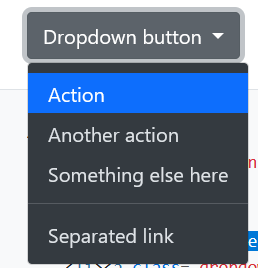 Dropdown button
Action
Another action
Something else here
Separated link